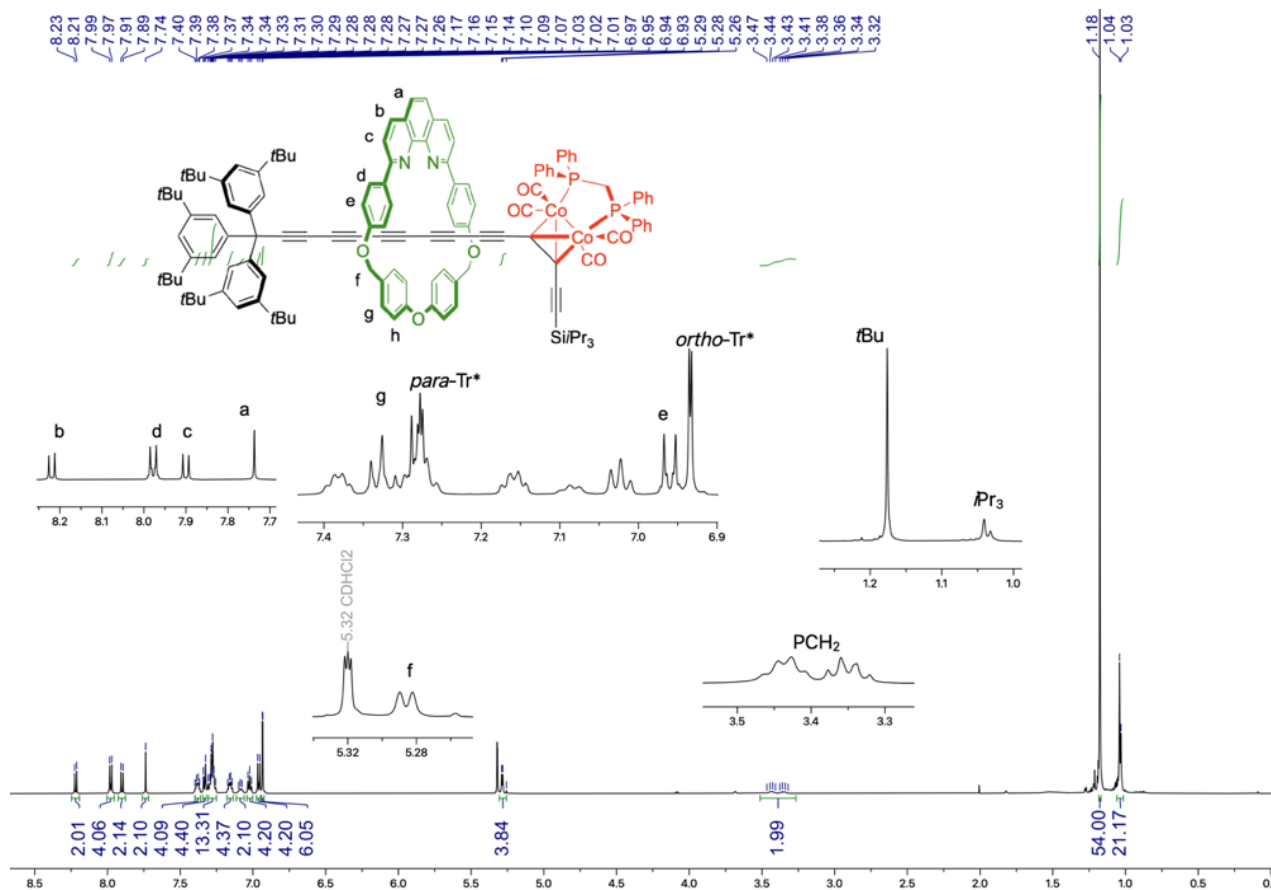 8.23 8.21 7.99 7.97 7.91 7.89 7.74 7.40 7.39 7.38 7.37 7.34 7.34 7.33 7.31 7.30 7.29 7.28 7.28 7.28 7.27 7.27 7.26 7.17 7.16 7.15 7.14 7.10 7.09 7.07 7.03 7.02 7.01 6.97 6.95 6.94 6.93 5.29 5.28 5.26 3.47 3.44 3.43 3.41 3.38 3.36 3.34 3.32 1.18 1.04 1.03
a
b
c
N N
d
e
O O
f
g
O
h
tBu
tBu
tBu
tBu
tBu
tBu
Ph
Ph
P
Ph
P
Ph
OC
OC
Co
Co
CO
CO
SiiPr3
b d c a
8.2 8.1 8.0 7.9 7.8 7.7
g para-Tr* e ortho-Tr*
7.4 7.3 7.2 7.1 7.0 6.9
tBu
iPr3
1.2 1.1 1.0
5.32 CDHCl2
f
5.32 5.28
PCH2
3.5 3.4 3.3
2.01 4.06 2.14 2.10 4.09 4.40 13.31 4.37 2.10 4.20 4.20 6.05 3.84 1.99 54.00 21.17
8.5 8.0 7.5 7.0 6.5 6.0 5.5 5.0 4.5 4.0 3.5 3.0 2.5 2.0 1.5 1.0 0.5